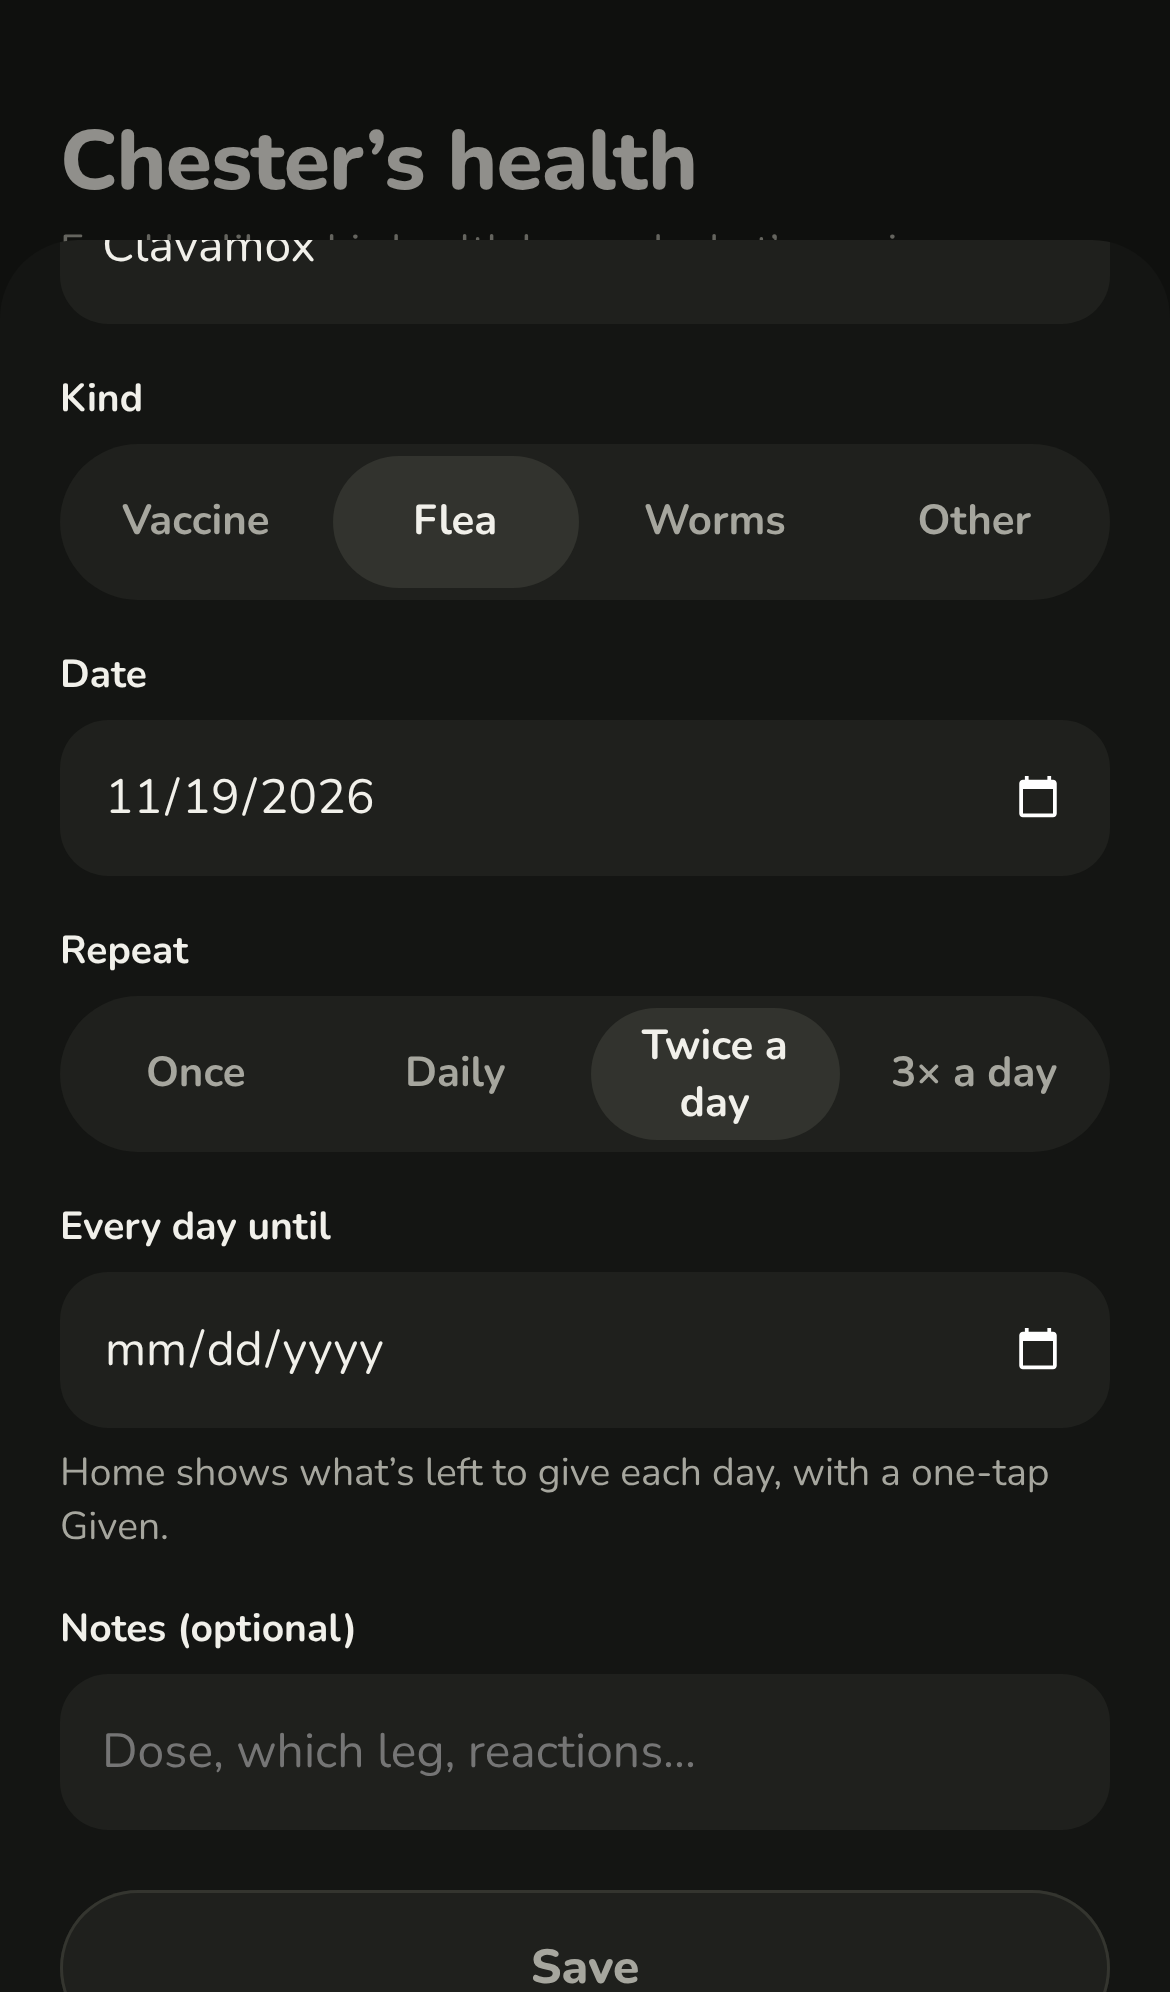 Chester’s health
Clavamox
Kind
Vaccine
Flea
Worms
Other
Date
11/19/2026
Repeat
Once
Daily
Twice a
day
3× a day
Every day until
mm/dd/yyyy
Home shows what’s left to give each day, with a one-tap
Given.
Notes (optional)
Dose, which leg, reactions...
Save